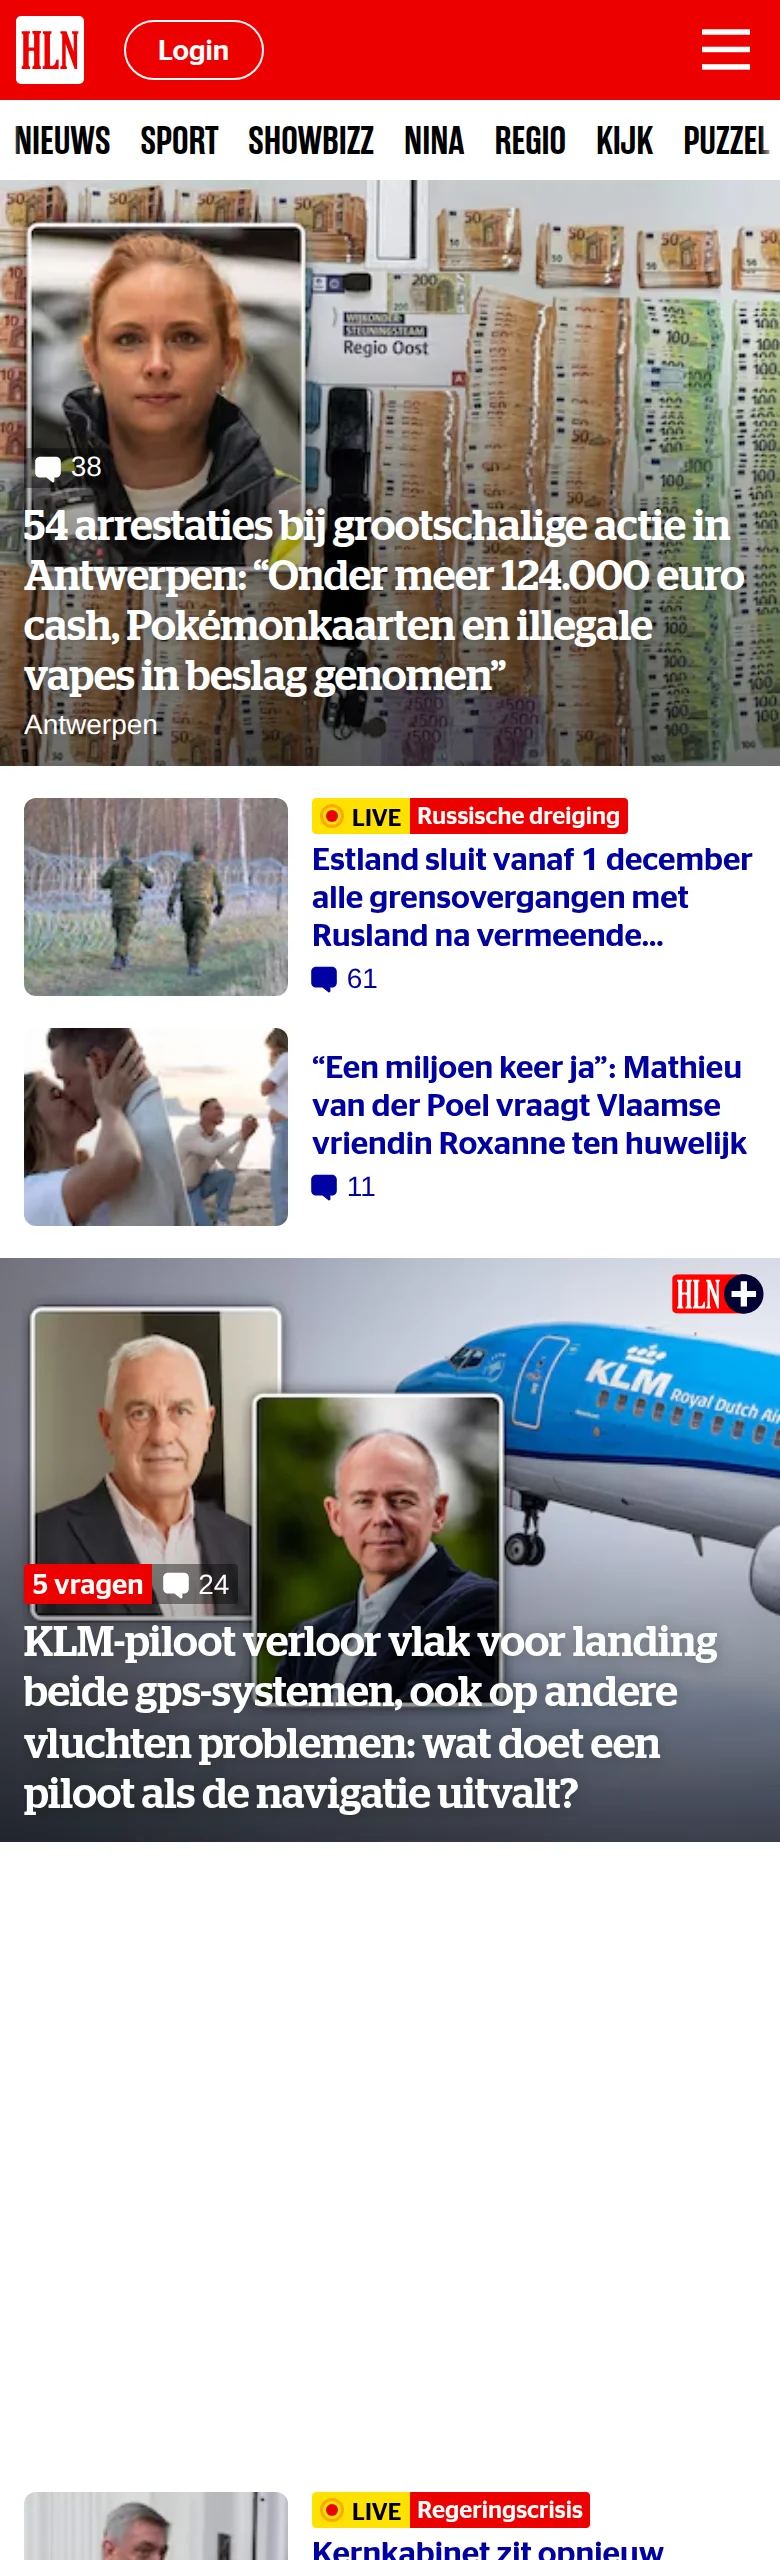 HLN
Login
NIEUWS SPORT SHOWBIZZ NINA REGIO KIJK PUZZEL
WIJKONDER-
STEUNINGSTEAM
Regio Oost
38
54 arrestaties bij grootschalige actie in
Antwerpen: “Onder meer 124.000 euro
cash, Pokémonkaarten en illegale
vapes in beslag genomen”
Antwerpen
LIVE Russische dreiging
Estland sluit vanaf 1 december
alle grensovergangen met
Rusland na vermeende...
61
“Een miljoen keer ja”: Mathieu
van der Poel vraagt Vlaamse
vriendin Roxanne ten huwelijk
11
HLN+
KLM Royal Dutch Air
5 vragen 24
KLM-piloot verloor vlak voor landing
beide gps-systemen, ook op andere
vluchten problemen: wat doet een
piloot als de navigatie uitvalt?
LIVE Regeringscrisis
Kernkabinet zit opnieuw